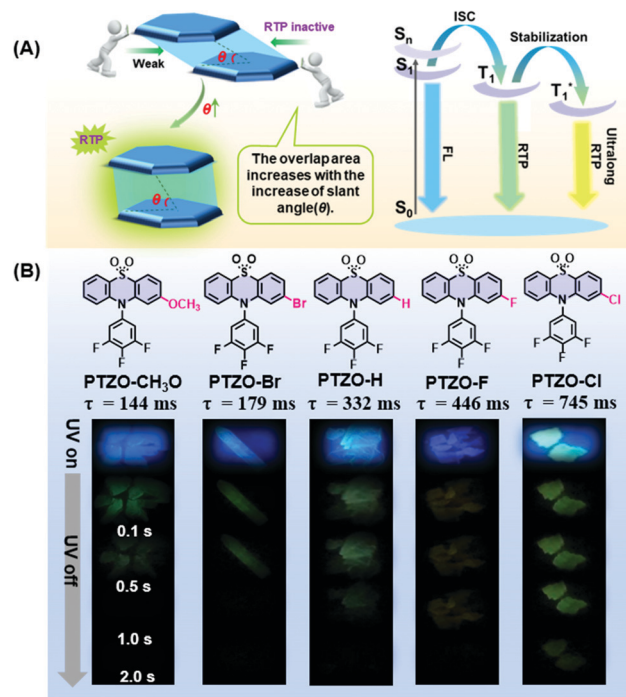 (A)
RTP inactive
Weak
θ
θ
θ↑
RTP
θ
The overlap area
increases with the
increase of slant
angle(θ).
ISC
Stabilization
Sn
S1
T1
T1*
FL
RTP
Ultralong
RTP
S0
(B)
O O
S
N
OCH3
F
F
F
O O
S
N
Br
F
F
F
O O
S
N
H
F
F
F
O O
S
N
F
F
F
F
O O
S
N
Cl
F
F
F
PTZO-CH3O
τ = 144 ms
PTZO-Br
τ = 179 ms
PTZO-H
τ = 332 ms
PTZO-F
τ = 446 ms
PTZO-Cl
τ = 745 ms
UV on
UV off
0.1 s
0.5 s
1.0 s
2.0 s